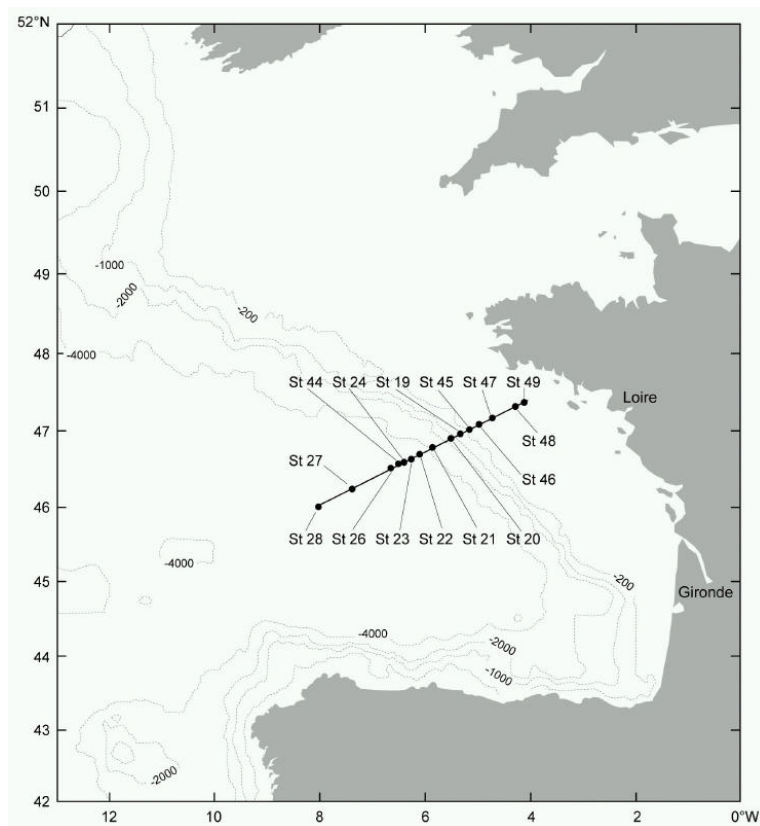 52°N
51
50
49
-1000
-2000
-200
48
-4000
St 44 St 24 St 19 St 45 St 47 St 49
Loire
47
St 48
St 27
St 46
46
St 28 St 26 St 23 St 22 St 21 St 20
-4000
-200
45
Gironde
-4000
-2000
44
-1000
43
-2000
42
12 10 8 6 4 2 0°W